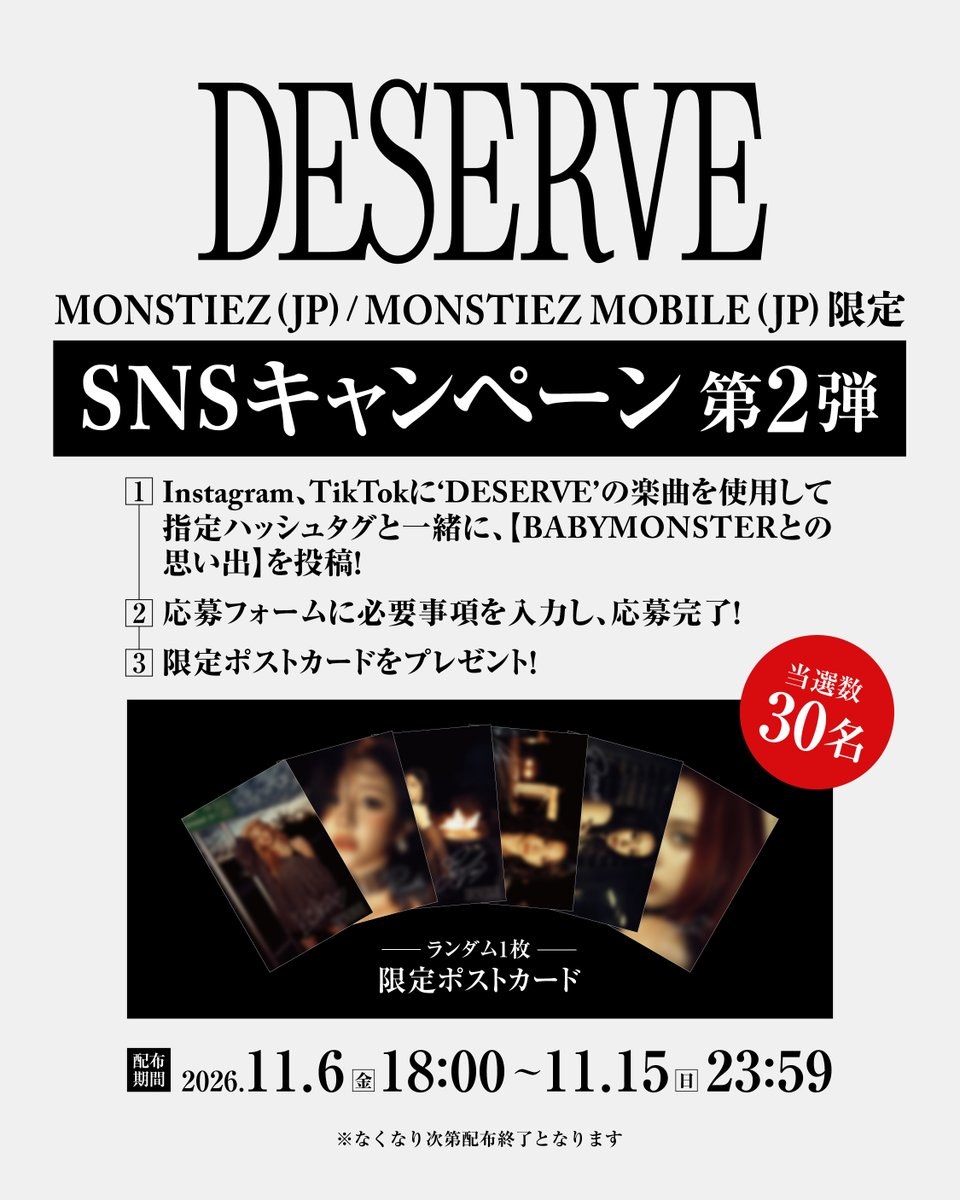 DESERVE
MONSTIEZ (JP) / MONSTIEZ MOBILE (JP) 限定
SNSキャンペーン 第2弾
1 Instagram、TikTokに‘DESERVE’の楽曲を使用して
指定ハッシュタグと一緒に、【BABYMONSTERとの
思い出】を投稿!
2 応募フォームに必要事項を入力し、応募完了!
3 限定ポストカードをプレゼント!
当選数
30名
ランダム1枚
限定ポストカード
配布期間 2026.11.6 金 18:00 ~11.15 日 23:59
※なくなり次第配布終了となります